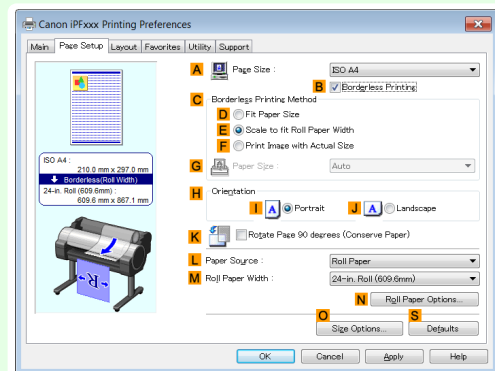 Canon iPFxxx Printing Preferences
Main Page Setup Layout Favorites Utility Support
A Page Size : ISO A4
B Borderless Printing
C Borderless Printing Method
D Fit Paper Size
E Scale to fit Roll Paper Width
F Print Image with Actual Size
G Paper Size : Auto
ISO A4 :
210.0 mm x 297.0 mm
Borderless(Roll Width)
24-in. Roll (609.6mm) :
609.6 mm x 867.1 mm
H Orientation
I A Portrait J A Landscape
K Rotate Page 90 degrees (Conserve Paper)
L Paper Source : Roll Paper
M Roll Paper Width : 24-in. Roll (609.6mm)
R
N Roll Paper Options...
O S
Size Options... Defaults
OK Cancel Apply Help